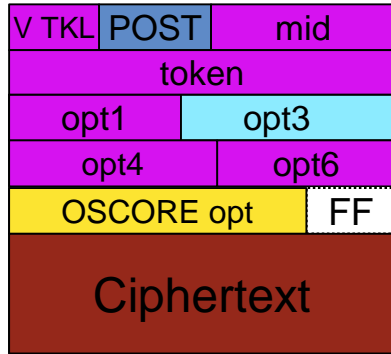 V TKL POST mid
token
opt1 opt3
opt4 opt6
OSCORE opt FF
Ciphertext